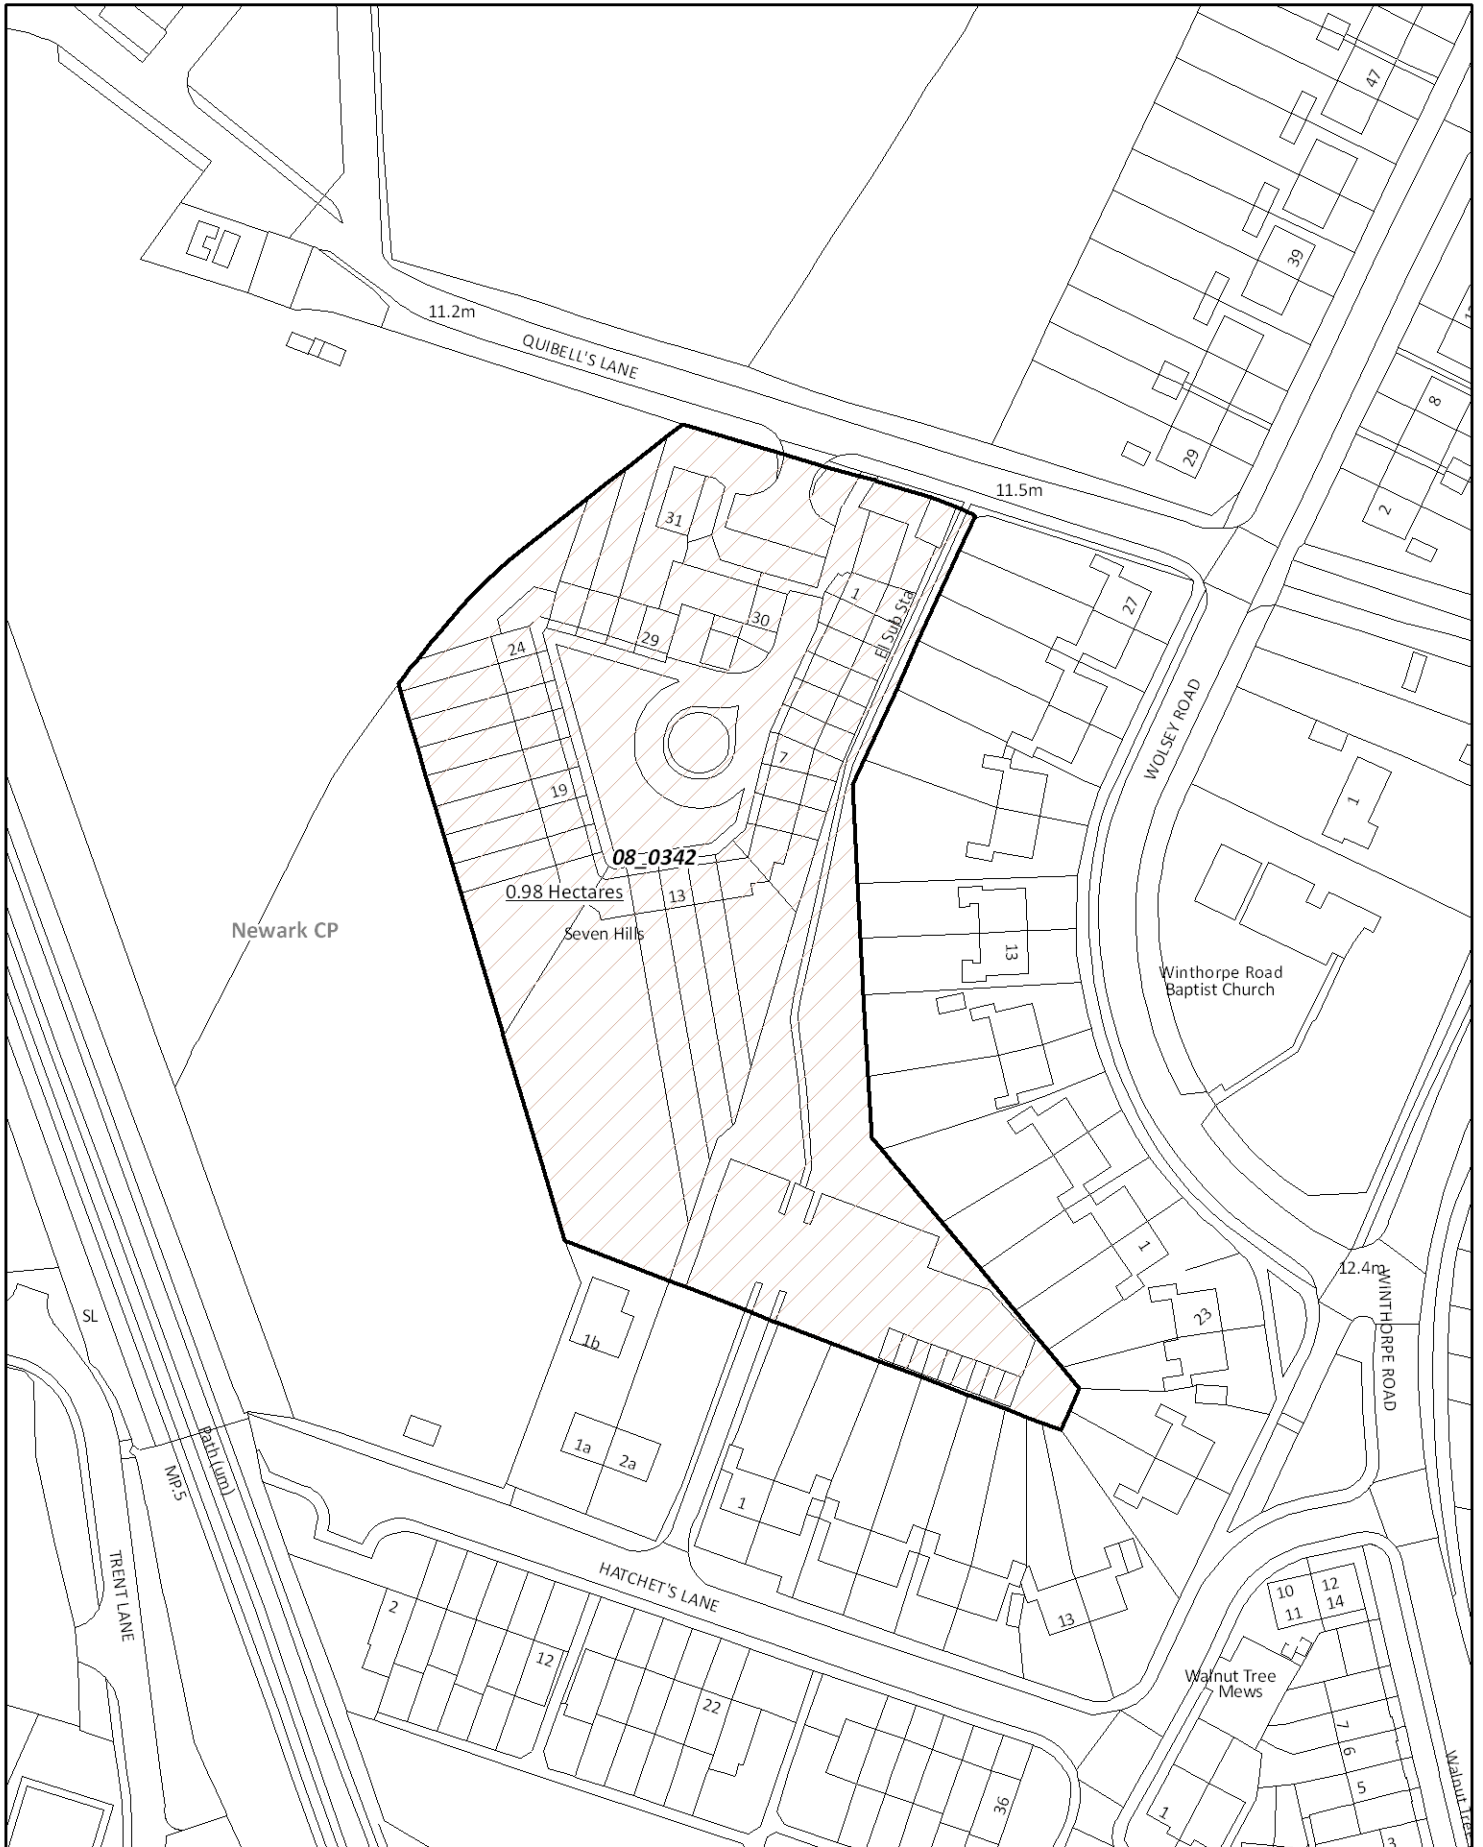 47
39
11.2m
QUIBELL'S LANE
8
29
11.5m
2
31
1
27
30
El Sub Sta
29
24
WOLSEY ROAD
7
19
1
08_0342
0.98 Hectares
13
Seven Hills
Newark CP
13
Winthorpe Road
Baptist Church
1
12.4m
WINTHORPE ROAD
SL
23
1b
1a
2a
Path (um)
MP.5
1
TRENT LANE
HATCHET'S LANE
2
13
10
12
11
14
12
22
Walnut Tree
Mews
7
6
5
36
1
3
Walnut Tree